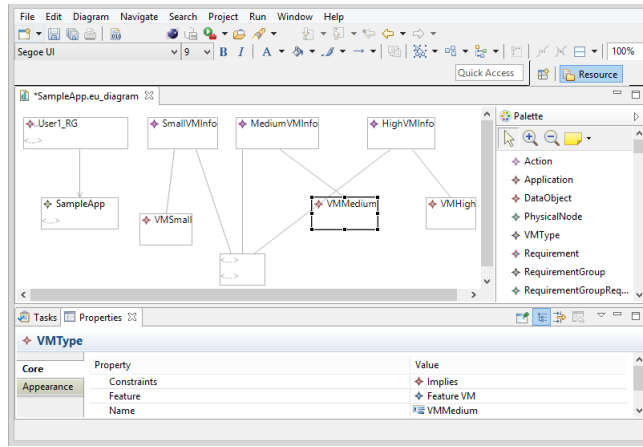 File Edit Diagram Navigate Search Project Run Window Help
010
Segoe UI 9 B I A 100%
Quick Access Resource
*SampleApp.eu_diagram
..User1_RG
<...>
SmallVMInfo
MediumVMInfo
HighVMInfo
SampleApp
<...>
VMSmall
VMMedium
VMHigh
<...>
<...>
Palette
Action
Application
DataObject
PhysicalNode
VMType
Requirement
RequirementGroup
RequirementGroupReq...
Tasks Properties
VMType
Core
Appearance
Property Value
Constraints Implies
Feature Feature VM
Name VMMedium